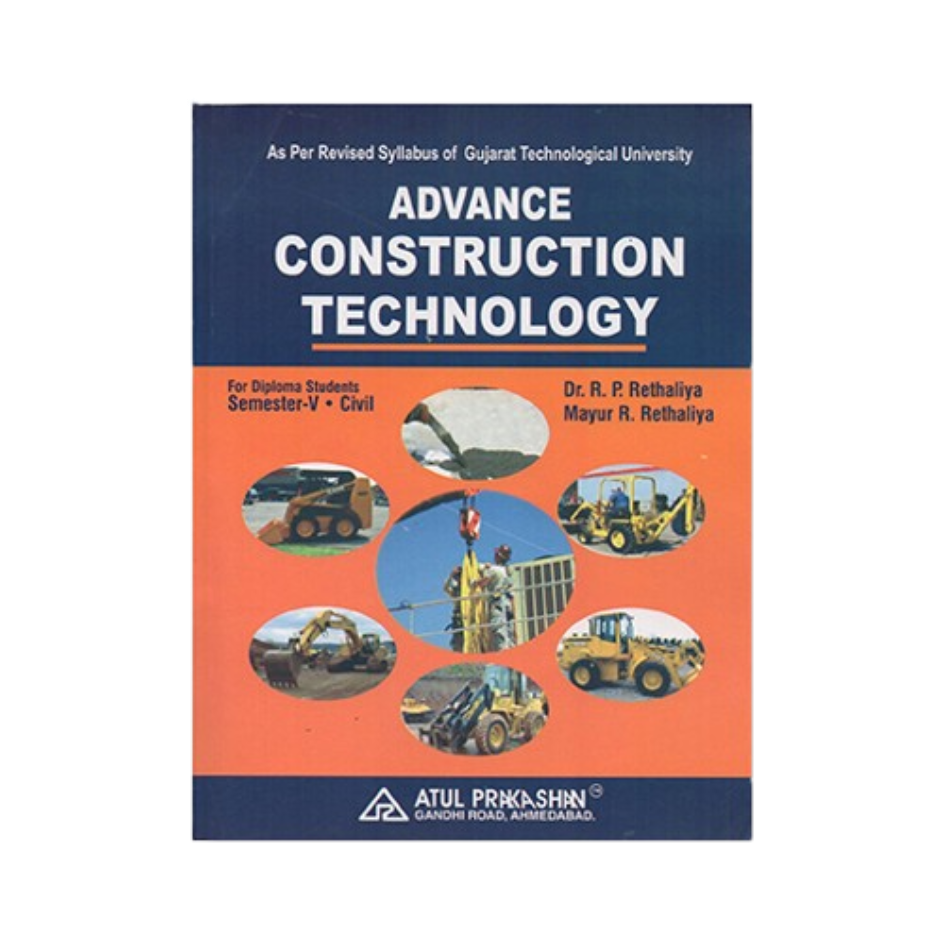 As Per Revised Syllabus of Gujarat Technological University
ADVANCE
CONSTRUCTION
TECHNOLOGY
For Diploma Students
Semester-V • Civil
Dr. R. P. Rethaliya
Mayur R. Rethaliya
ATUL PRAKASHAN TM
GANDHI ROAD, AHMEDABAD.